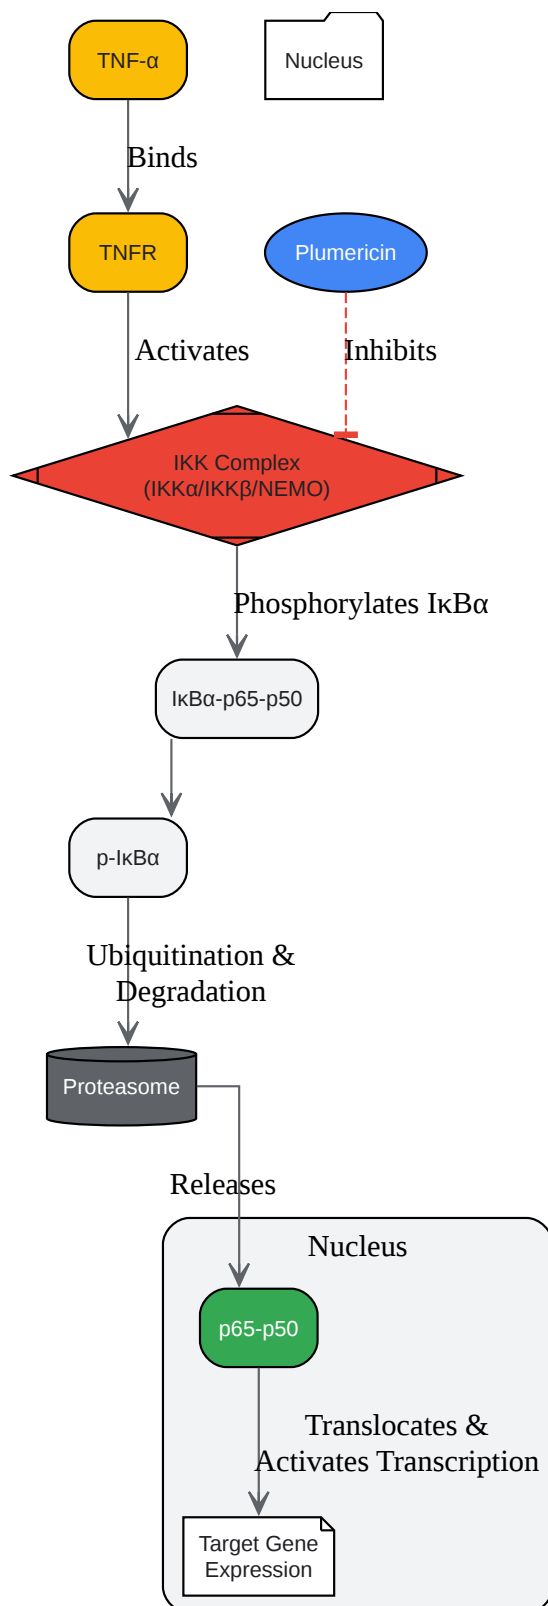 TNF-α
Nucleus
Binds
TNFR
Plumericin
Activates
Inhibits
IKK Complex
(IKKα/IKKβ/NEMO)
Phosphorylates IκBα
IκBα-p65-p50
p-IκBα
Ubiquitination &
Degradation
Proteasome
Releases
Nucleus
p65-p50
Translocates &
Activates Transcription
Target Gene
Expression